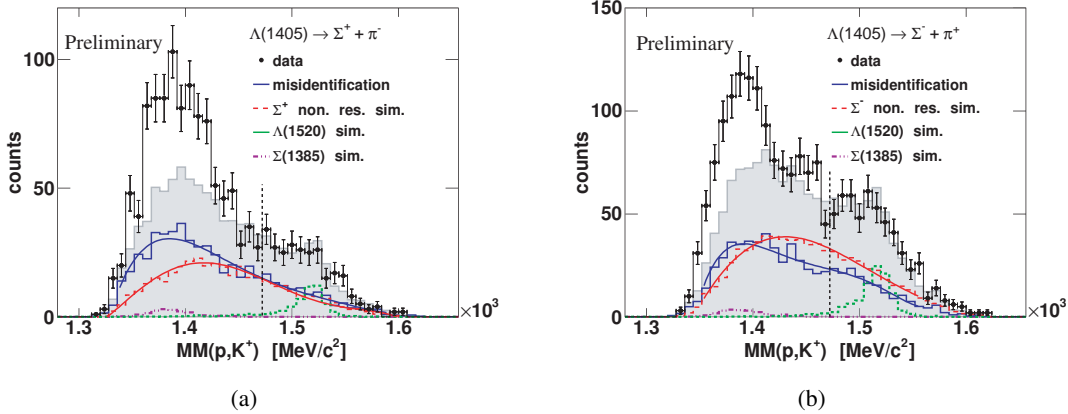 Preliminary
Λ(1405) → Σ⁺ + π⁻
data
misidentification
Σ⁺ non. res. sim.
Λ(1520) sim.
Σ(1385) sim.
counts
100
50
0
1.3 1.4 1.5 1.6
×10³
MM(p,K⁺) [MeV/c²]
(a)
Preliminary
Λ(1405) → Σ⁻ + π⁺
data
misidentification
Σ⁻ non. res. sim.
Λ(1520) sim.
Σ(1385) sim.
counts
150
100
50
0
1.3 1.4 1.5 1.6
×10³
MM(p,K⁺) [MeV/c²]
(b)